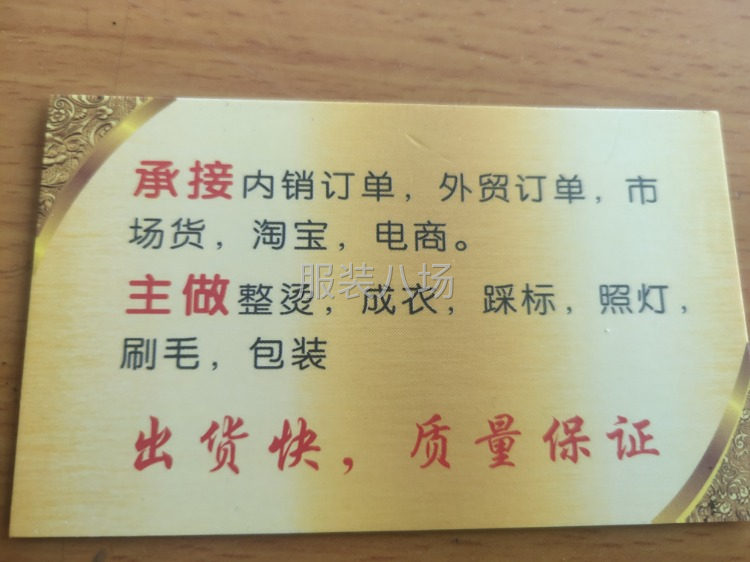 承接内销订单，外贸订单，市
场货，淘宝，电商。
服装八场
主做整烫，成衣，踩标，照灯，
刷毛，包装
出货快，质量保证